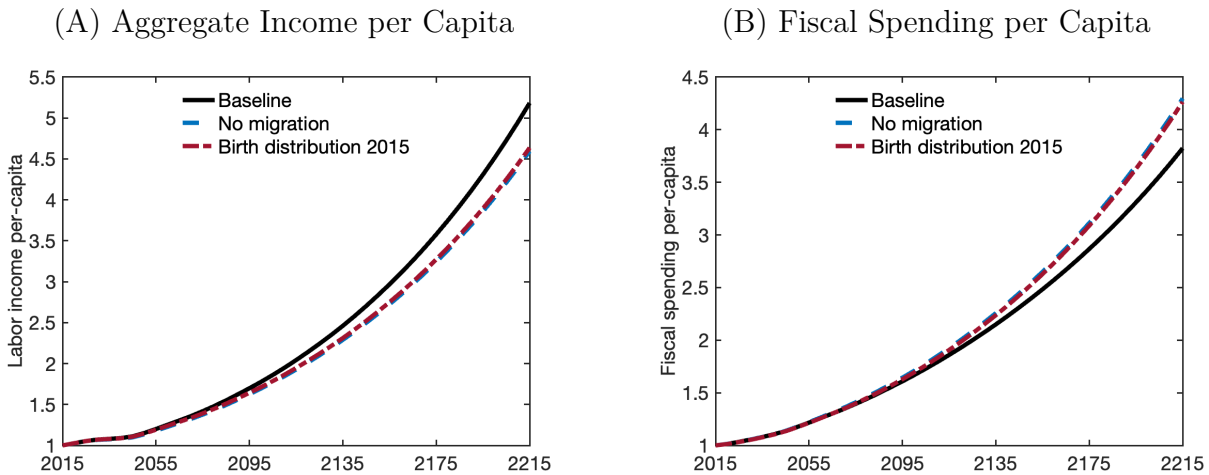 (A) Aggregate Income per Capita
5.5
5
4.5
4
3.5
3
2.5
2
1.5
1
Labor income per-capita
Baseline
No migration
Birth distribution 2015
2015 2055 2095 2135 2175 2215
(B) Fiscal Spending per Capita
4.5
4
3.5
3
2.5
2
1.5
1
Fiscal spending per-capita
Baseline
No migration
Birth distribution 2015
2015 2055 2095 2135 2175 2215